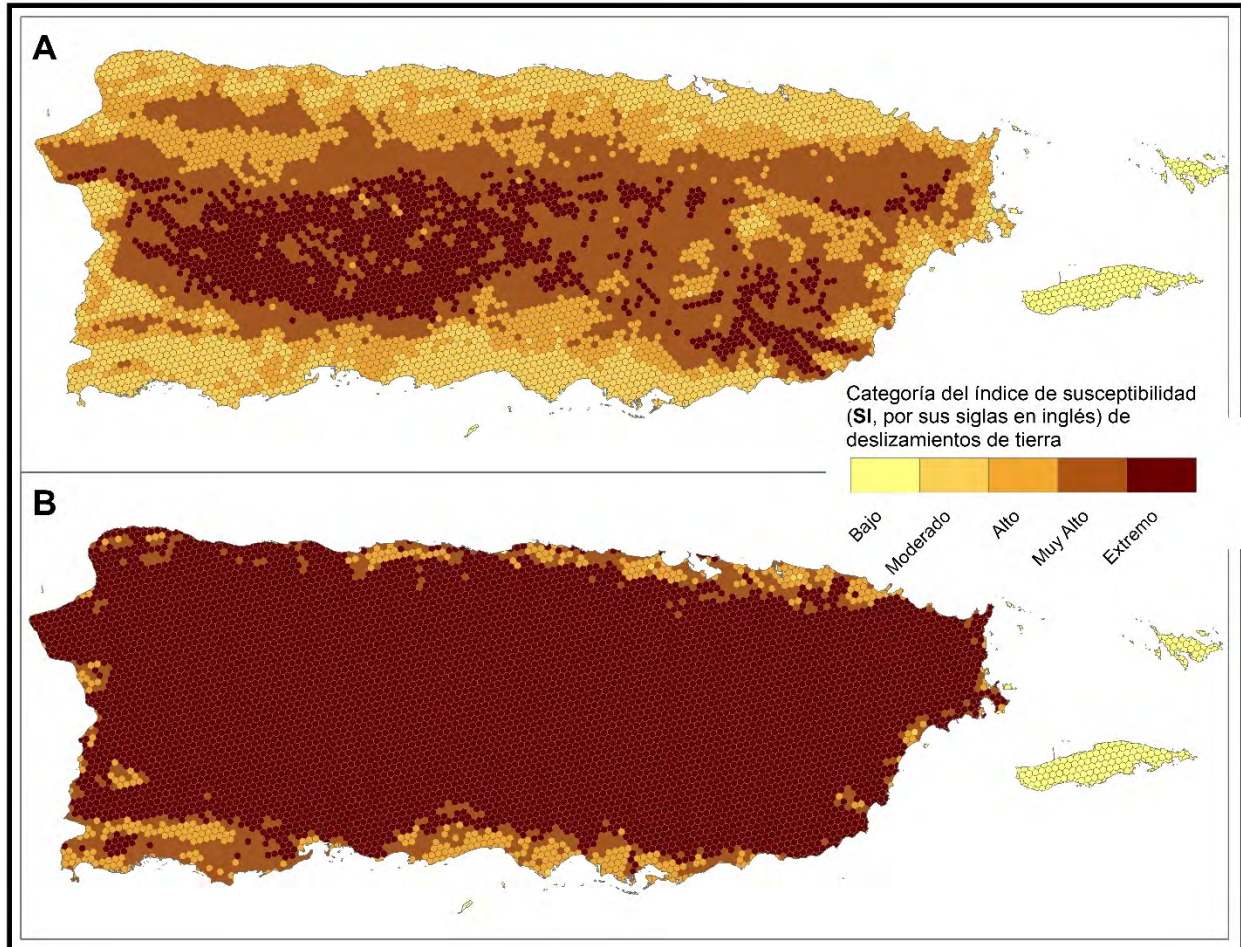 A
Categoría del índice de susceptibilidad
(SI, por sus siglas en inglés) de
deslizamientos de tierra
Bajo
Moderado
Alto
Muy Alto
Extremo
B